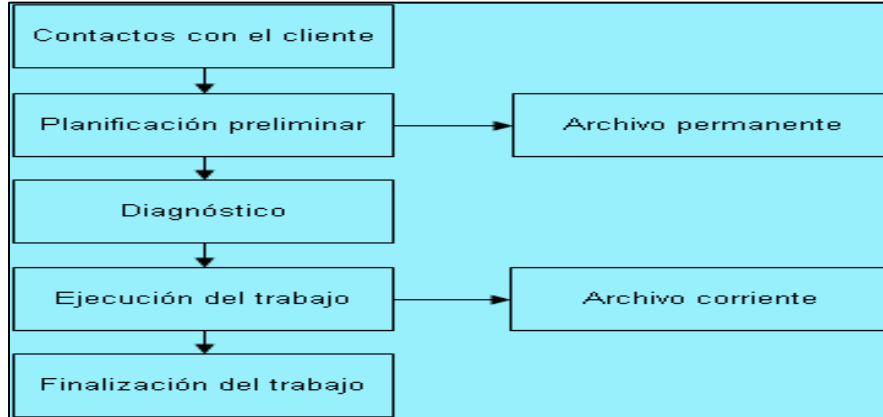 Contactos con el cliente
Planificación preliminar
Archivo permanente
Diagnóstico
Ejecución del trabajo
Archivo corriente
Finalización del trabajo